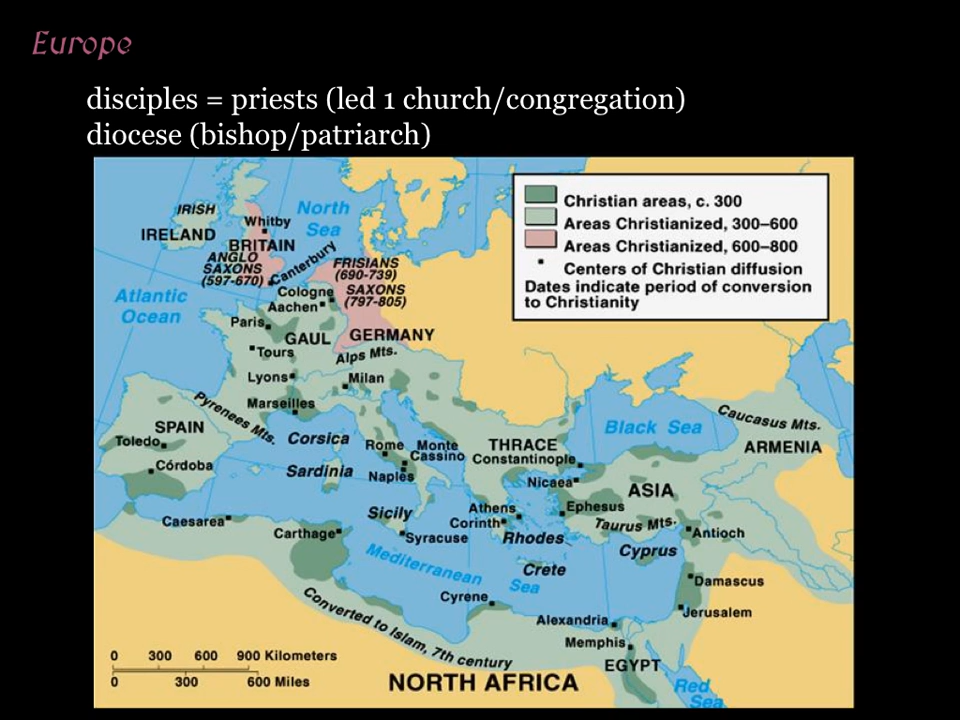 Europe
disciples = priests (led 1 church/congregation)
diocese (bishop/patriarch)
Christian areas, c. 300
Areas Christianized, 300–600
Areas Christianized, 600–800
Centers of Christian diffusion
Dates indicate period of conversion
to Christianity
IRISH
IRELAND
North
Sea
Whitby
BRITAIN
ANGLO
SAXONS
(597-670)
Canterbury
FRISIANS
(690-739)
SAXONS
(797-805)
Cologne
Aachen
Atlantic
Ocean
Paris
GAUL
GERMANY
Tours
Alps Mts.
Lyons
Milan
Marseilles
Pyrenees Mts.
SPAIN
Toledo
Córdoba
Corsica
Sardinia
Rome
Monte
Cassino
Naples
THRACE
Constantinople
Black Sea
Caucasus Mts.
ARMENIA
Nicaea
ASIA
Sicily
Athens
Corinth
Ephesus
Taurus Mts.
Antioch
Caesarea
Carthage
Syracuse
Rhodes
Cyprus
Mediterranean
Sea
Crete
Damascus
Cyrene
Jerusalem
Converted to Islam, 7th century
Alexandria
Memphis
EGYPT
0 300 600 900 Kilometers
0 300 600 Miles
NORTH AFRICA
Red
Sea